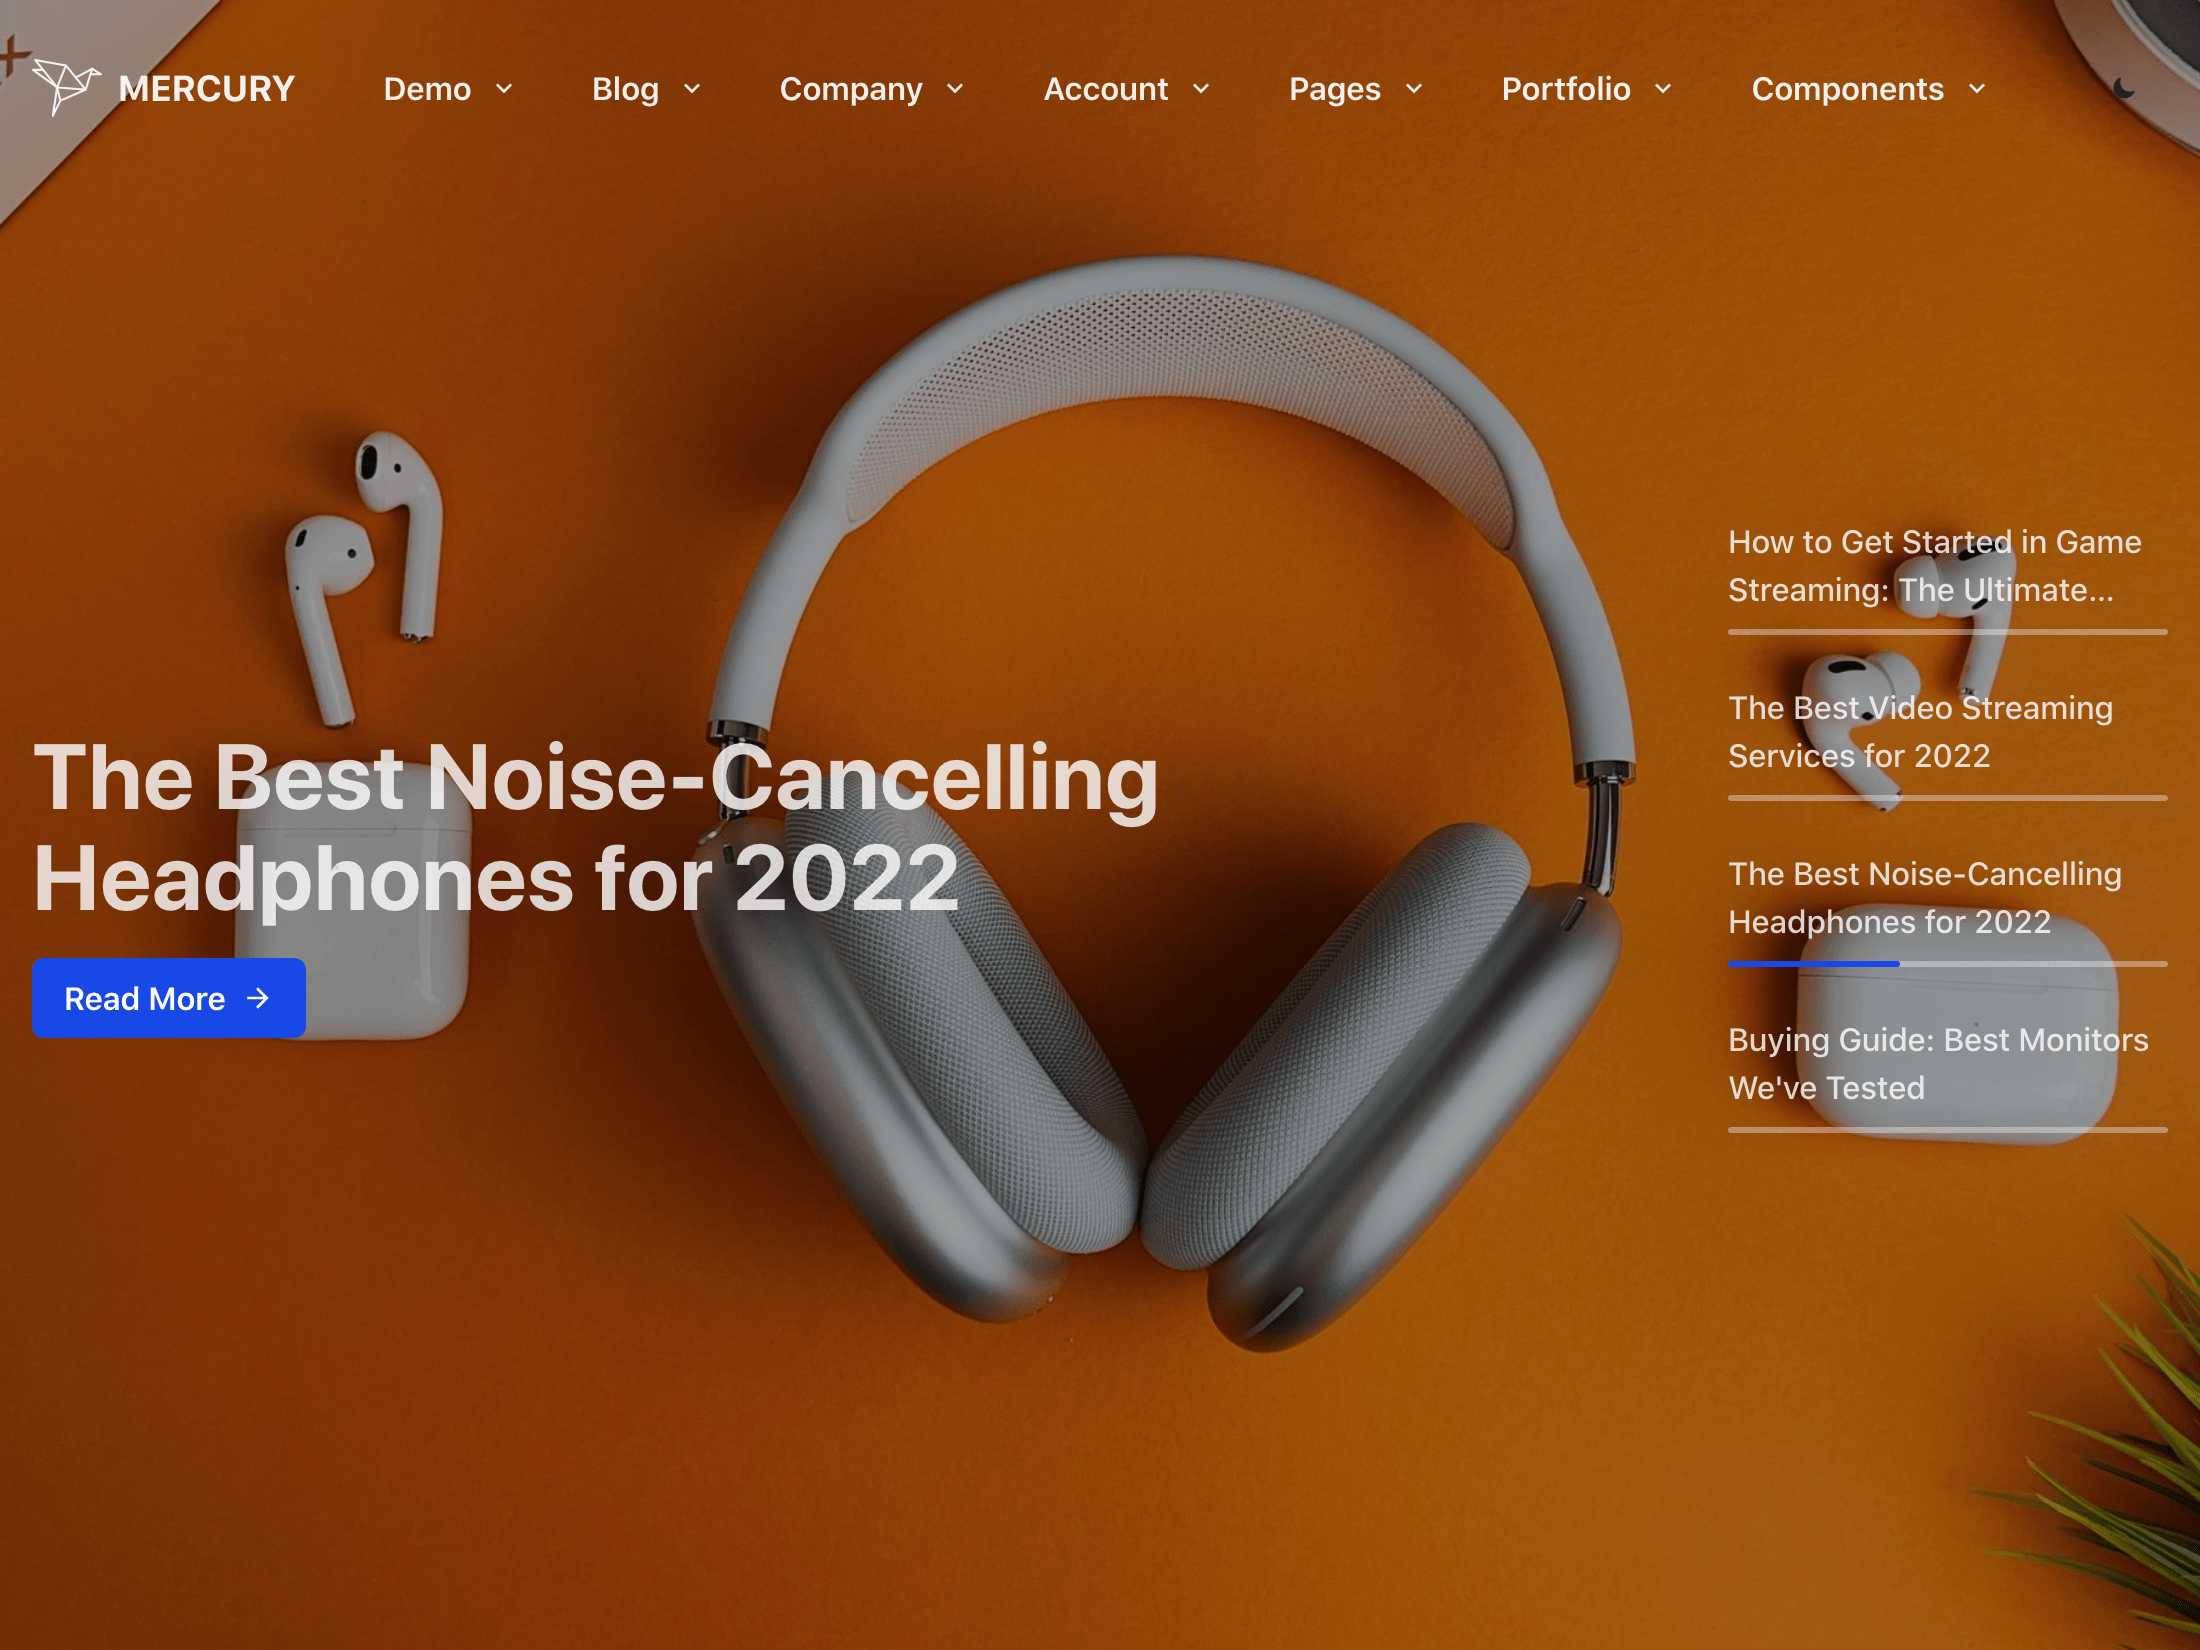 MERCURY
Demo
Blog
Company
Account
Pages
Portfolio
Components
The Best Noise-Cancelling
Headphones for 2022
Read More
How to Get Started in Game
Streaming: The Ultimate...
The Best Video Streaming
Services for 2022
The Best Noise-Cancelling
Headphones for 2022
Buying Guide: Best Monitors
We've Tested